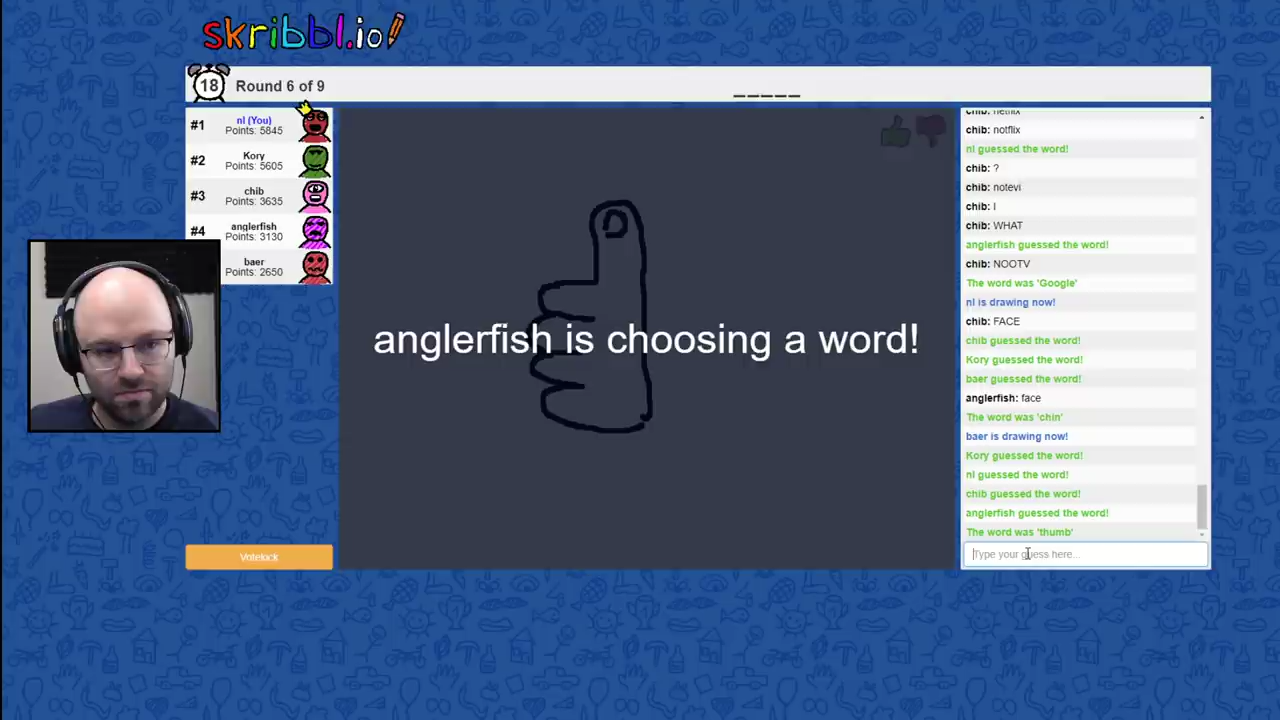 skribbl.io
18
Round 6 of 9
_____
#1
nl (You)
Points: 5845
#2
Kory
Points: 5605
#3
chib
Points: 3635
#4
anglerfish
Points: 3130
baer
Points: 2650
Votekick
anglerfish is choosing a word!
chib: notflix
nl guessed the word!
chib: ?
chib: notevi
chib: I
chib: WHAT
anglerfish guessed the word!
chib: NOOTV
The word was 'Google'
nl is drawing now!
chib: FACE
chib guessed the word!
Kory guessed the word!
baer guessed the word!
anglerfish: face
The word was 'chin'
baer is drawing now!
Kory guessed the word!
nl guessed the word!
chib guessed the word!
anglerfish guessed the word!
The word was 'thumb'
Type your guess here...